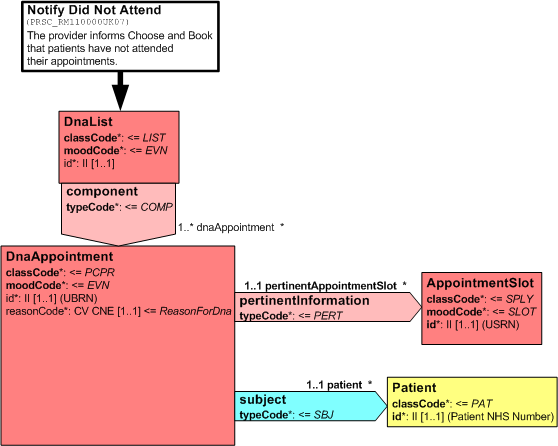 Notify Did Not Attend
(PRSC_RM110000UK07)
The provider informs Choose and Book
that patients have not attended
their appointments.
DnaList
classCode*: <= LIST
moodCode*: <= EVN
id*: II [1..1]
component
typeCode*: <= COMP
1..* dnaAppointment *
DnaAppointment
classCode*: <= PCPR
moodCode*: <= EVN
id*: II [1..1] (UBRN)
reasonCode*: CV CNE [1..1] <= ReasonForDna
1..1 pertinentAppointmentSlot *
pertinentInformation
typeCode*: <= PERT
AppointmentSlot
classCode*: <= SPLY
moodCode*: <= SLOT
id*: II [1..1] (USRN)
1..1 patient *
subject
typeCode*: <= SBJ
Patient
classCode*: <= PAT
id*: II [1..1] (Patient NHS Number)